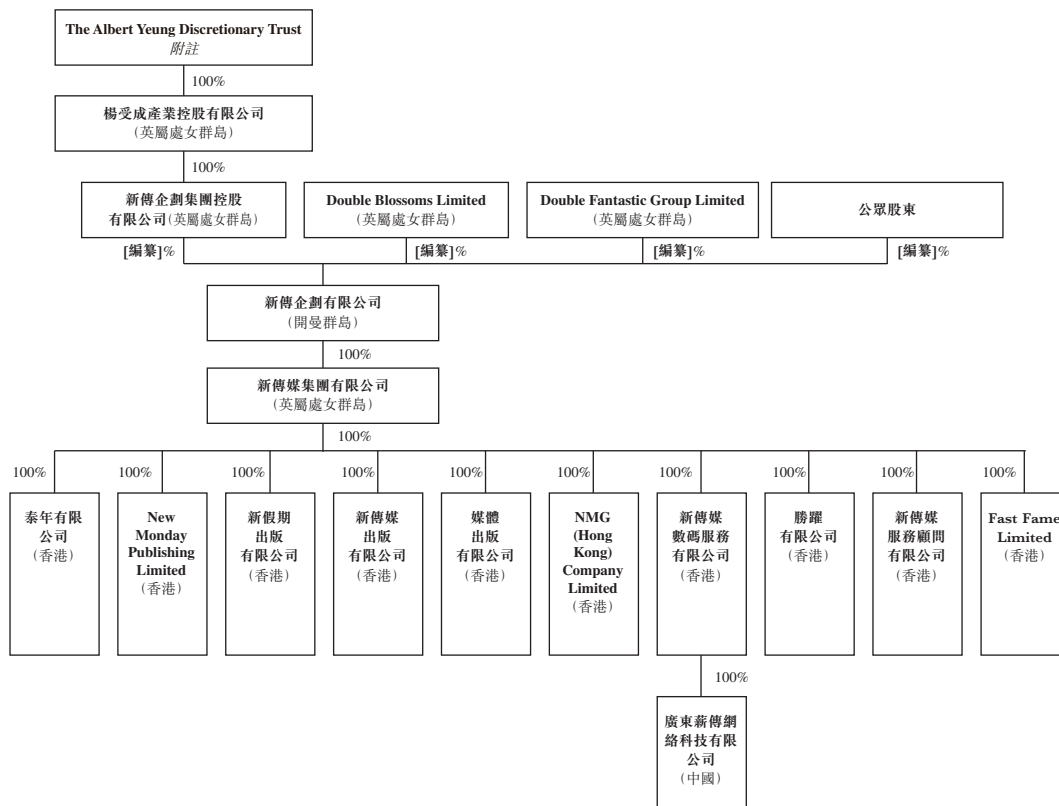 The Albert Yeung Discretionary Trust
附註
100%
楊受成產業控股有限公司
(英屬處女群島)
100%
新傳企劃集團控股
有限公司(英屬處女群島)
Double Blossoms Limited
(英屬處女群島)
Double Fantastic Group Limited
(英屬處女群島)
公眾股東
[編纂]%
[編纂]%
[編纂]%
[編纂]%
新傳企劃有限公司
(開曼群島)
100%
新傳媒集團有限公司
(英屬處女群島)
100%
100%
100%
100%
100%
100%
100%
100%
100%
100%
100%
泰年有限
公司
(香港)
New
Monday
Publishing
Limited
(香港)
新假期
出版
有限公司
(香港)
新傳媒
出版
有限公司
(香港)
媒體
出版
有限公司
(香港)
NMG
(Hong
Kong)
Company
Limited
(香港)
新傳媒
數碼服務
有限公司
(香港)
勝躍
有限公司
(香港)
新傳媒
服務顧問
有限公司
(香港)
Fast Fame
Limited
(香港)
100%
廣東薪傳網
絡科技有限
公司
(中國)